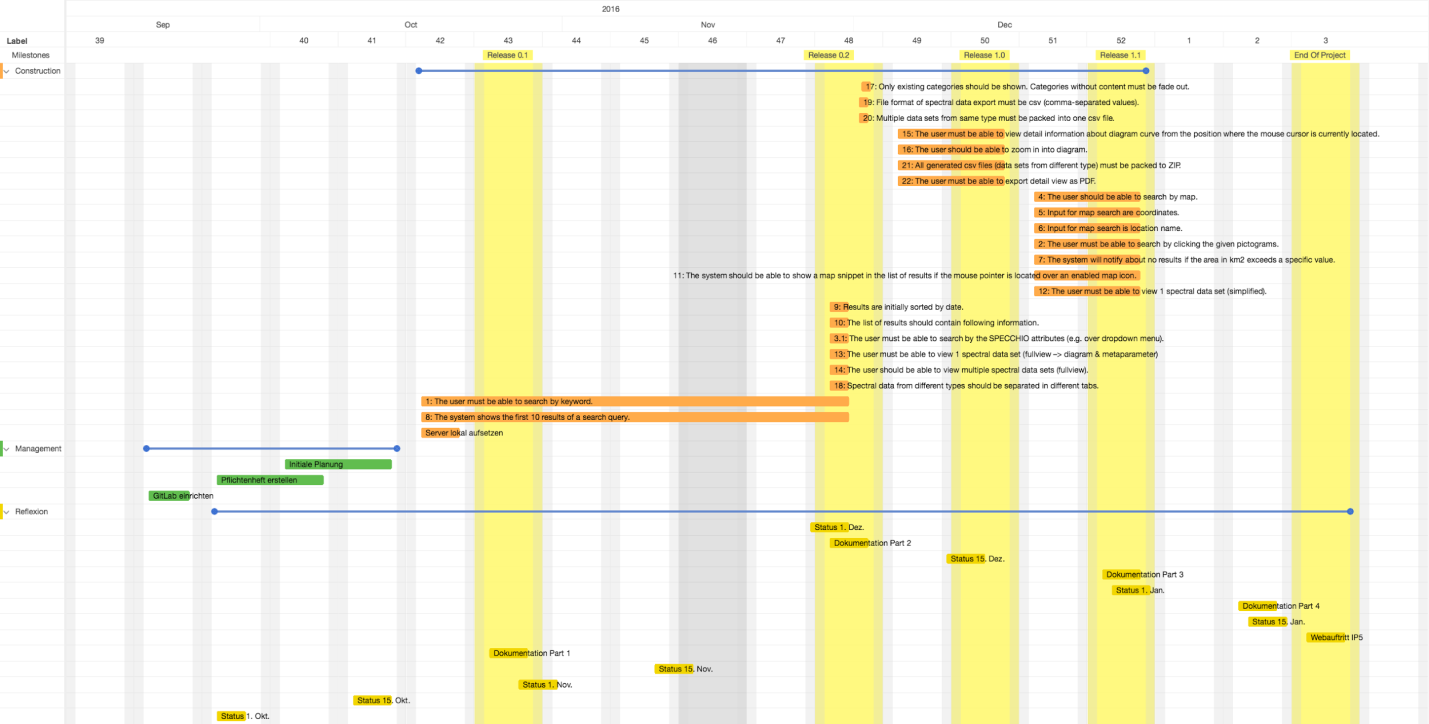 2016
Sep Oct Nov Dec
Label 39 40 41 42 43 44 45 46 47 48 49 50 51 52 1 2 3
Milestones Release 0.1 Release 0.2 Release 1.0 Release 1.1 End Of Project
Construction
17: Only existing categories should be shown. Categories without content must be fade out.
19: File format of spectral data export must be csv (comma-separated values).
20: Multiple data sets from same type must be packed into one csv file.
15: The user must be able to view detail information about diagram curve from the position where the mouse cursor is currently located.
16: The user should be able to zoom in into diagram.
21: All generated csv files (data sets from different type) must be packed to ZIP.
22: The user must be able to export detail view as PDF.
4: The user should be able to search by map.
5: Input for map search are coordinates.
6: Input for map search is location name.
2: The user must be able to search by clicking the given pictograms.
7: The system will notify about no results if the area in km2 exceeds a specific value.
11: The system should be able to show a map snippet in the list of results if the mouse pointer is located over an enabled map icon.
12: The user must be able to view 1 spectral data set (simplified).
9: Results are initially sorted by date.
10: The list of results should contain following information.
3.1: The user must be able to search by the SPECCHIO attributes (e.g. over dropdown menu).
13: The user must be able to view 1 spectral data set (fullview –> diagram & metaparameter)
14: The user should be able to view multiple spectral data sets (fullview).
18: Spectral data from different types should be separated in different tabs.
1: The user must be able to search by keyword.
8: The system shows the first 10 results of a search query.
Server lokal aufsetzen
Management
Initiale Planung
Pflichtenheft erstellen
GitLab einrichten
Reflexion
Status 1. Dez.
Dokumentation Part 2
Status 15. Dez.
Dokumentation Part 3
Status 1. Jan.
Dokumentation Part 4
Status 15. Jan.
Webauftritt IP5
Dokumentation Part 1
Status 15. Nov.
Status 1. Nov.
Status 15. Okt.
Status 1. Okt.